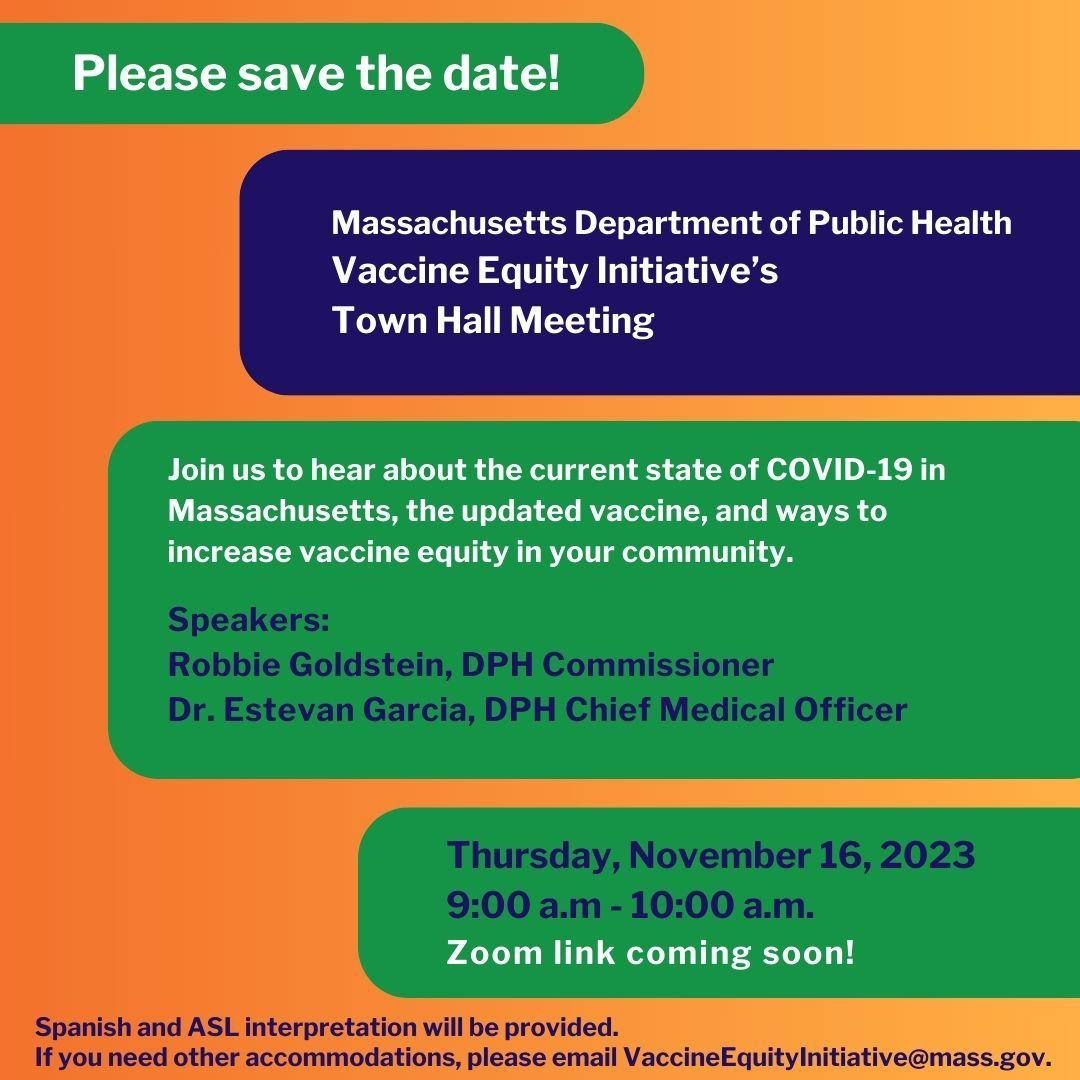 Please save the date!
Massachusetts Department of Public Health
Vaccine Equity Initiative’s
Town Hall Meeting
Join us to hear about the current state of COVID-19 in
Massachusetts, the updated vaccine, and ways to
increase vaccine equity in your community.
Speakers:
Robbie Goldstein, DPH Commissioner
Dr. Estevan Garcia, DPH Chief Medical Officer
Thursday, November 16, 2023
9:00 a.m - 10:00 a.m.
Zoom link coming soon!
Spanish and ASL interpretation will be provided.
If you need other accommodations, please email VaccineEquityInitiative@mass.gov.